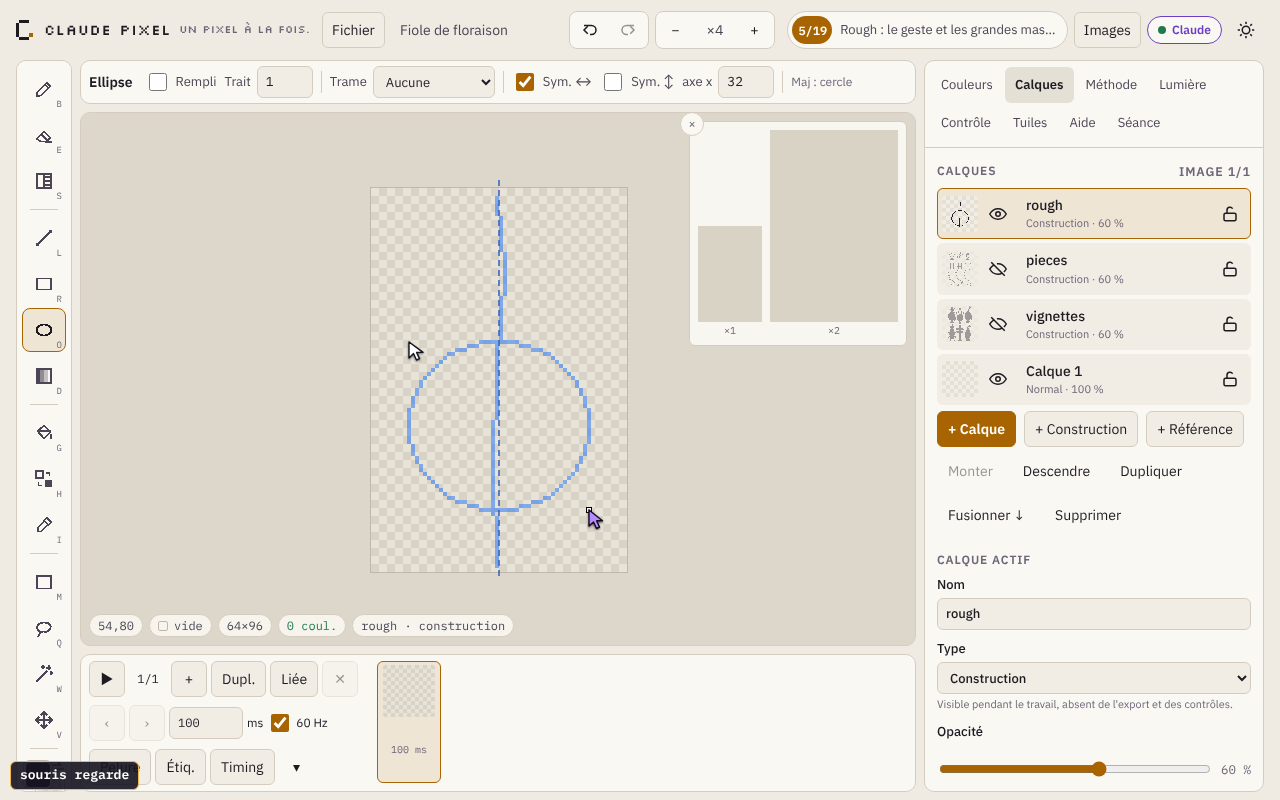 CLAUDE PIXEL UN PIXEL À LA FOIS. Fichier Fiole de floraison − ×4 + 5/19 Rough : le geste et les grandes mas… Images Claude
Ellipse Rempli Trait 1 Trame Aucune Sym. ↔ Sym. ↕ axe x 32 Maj : cercle
B
E
S
L
R
O
D
G
H
I
M
Q
W
V
×
×1 ×2
54,80 vide 64×96 0 coul. rough · construction
1/1 + Dupl. Liée ×
‹ › 100 ms 60 Hz
Étiq. Timing ▾
100 ms
souris regarde
Couleurs Calques Méthode Lumière
Contrôle Tuiles Aide Séance
CALQUES IMAGE 1/1
rough
Construction · 60 %
pieces
Construction · 60 %
vignettes
Construction · 60 %
Calque 1
Normal · 100 %
+ Calque + Construction + Référence
Monter Descendre Dupliquer
Fusionner ↓ Supprimer
CALQUE ACTIF
Nom
rough
Type
Construction
Visible pendant le travail, absent de l'export et des contrôles.
Opacité
60 %